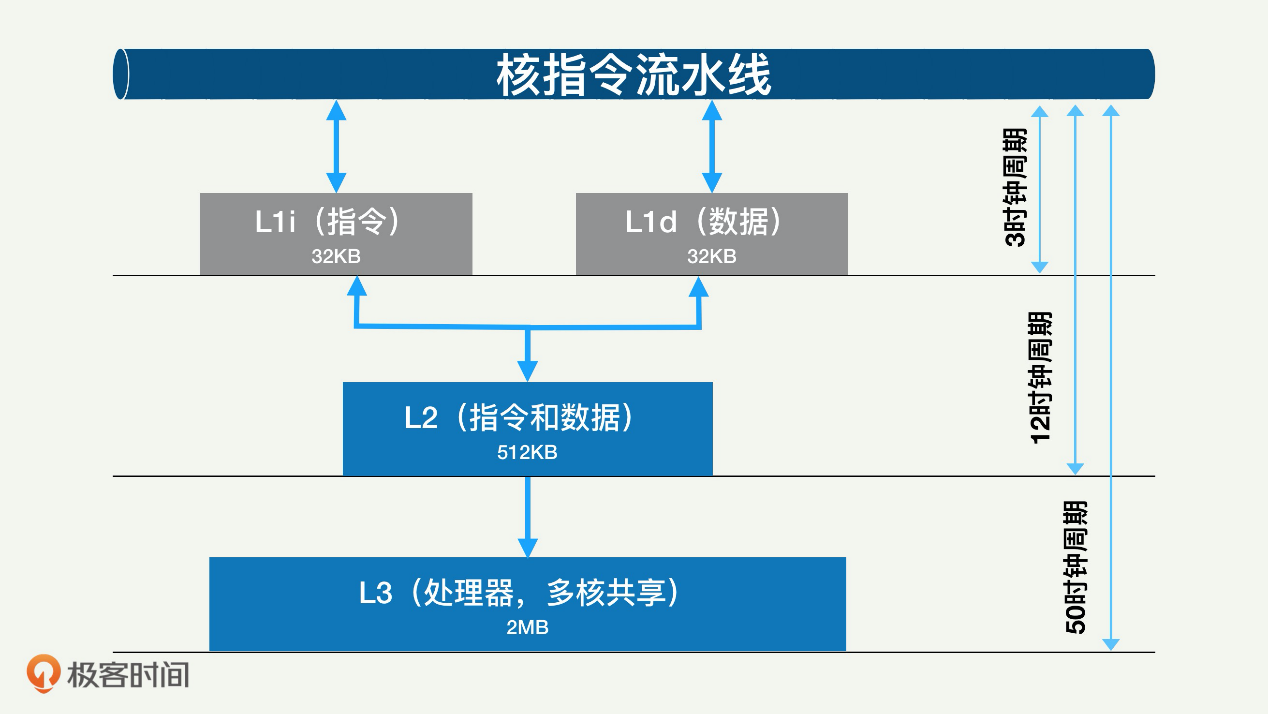 核指令流水线
L1i（指令）
32KB
L1d（数据）
32KB
3时钟周期
L2（指令和数据）
512KB
12时钟周期
L3（处理器，多核共享）
2MB
50时钟周期
极客时间